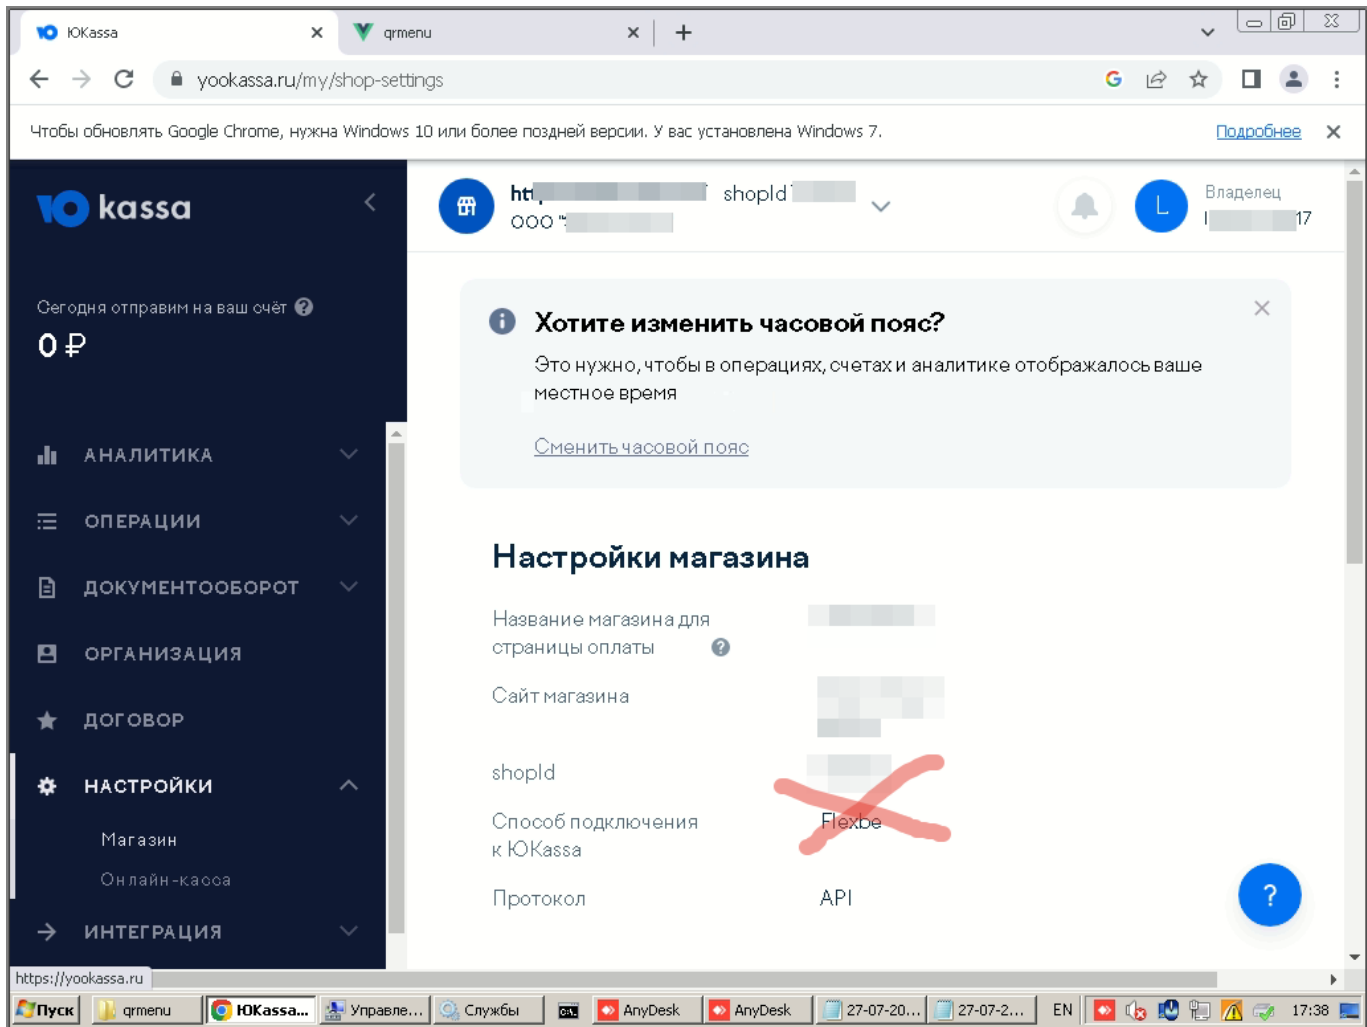 ЮKassa
qrmenu
yookassa.ru/my/shop-settings
Чтобы обновлять Google Chrome, нужна Windows 10 или более поздней версии. У вас установлена Windows 7.
Подробнее
Ю kassa
shopId
ООО "
Владелец
17
L
Сегодня отправим на ваш счёт ?
0 ₽
Хотите изменить часовой пояс?
Это нужно, чтобы в операциях, счетах и аналитике отображалось ваше
местное время
Сменить часовой пояс
АНАЛИТИКА
ОПЕРАЦИИ
ДОКУМЕНТООБОРОТ
ОРГАНИЗАЦИЯ
ДОГОВОР
НАСТРОЙКИ
Магазин
Онлайн-касса
ИНТЕГРАЦИЯ
Настройки магазина
Название магазина для
страницы оплаты ?
Сайт магазина
shopId
Способ подключения
к ЮKassa
Flexbe
Протокол
API
?
https://yookassa.ru
Пуск
qrmenu
ЮKassa...
Управле...
Службы
AnyDesk
AnyDesk
27-07-20...
27-07-2...
EN
17:38